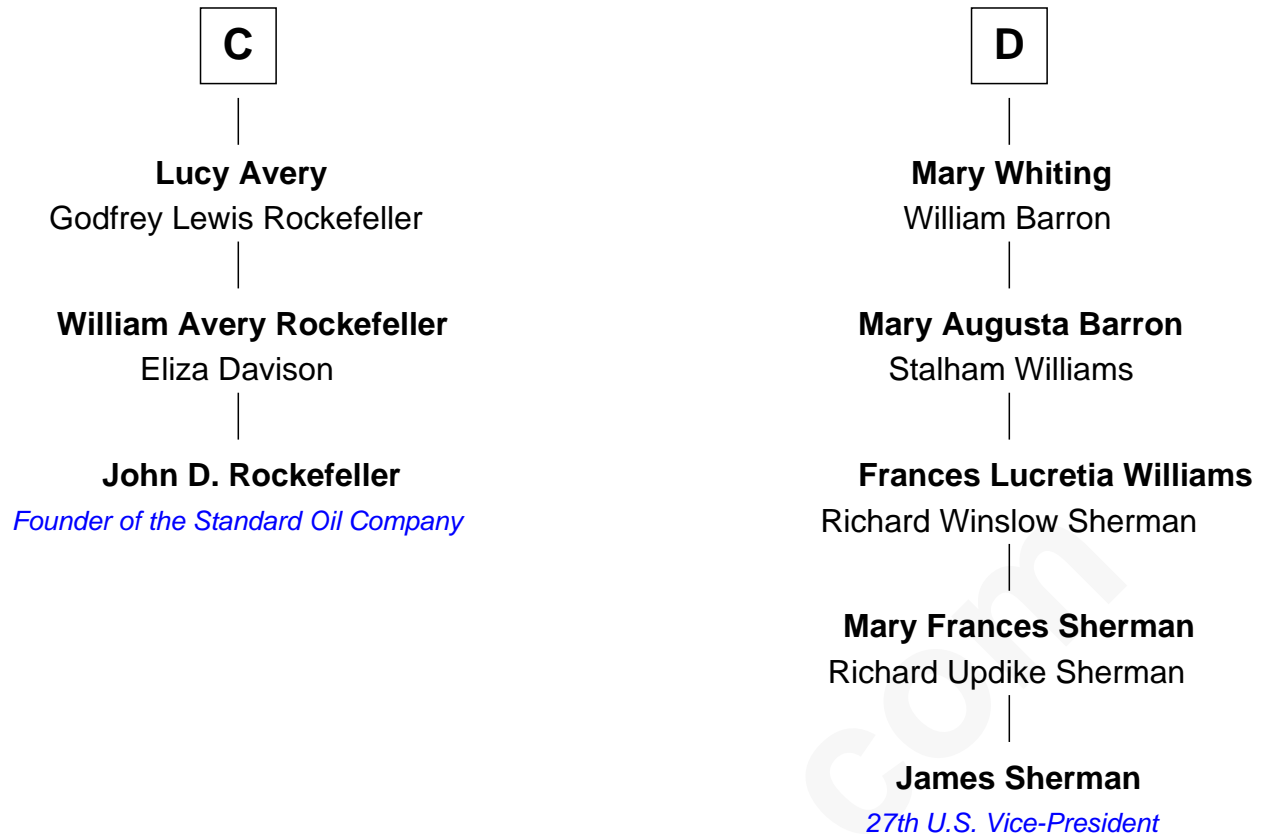 C
Lucy Avery
Godfrey Lewis Rockefeller
William Avery Rockefeller
Eliza Davison
John D. Rockefeller
Founder of the Standard Oil Company
D
Mary Whiting
William Barron
Mary Augusta Barron
Stalham Williams
Frances Lucretia Williams
Richard Winslow Sherman
Mary Frances Sherman
Richard Updike Sherman
James Sherman
27th U.S. Vice-President
com